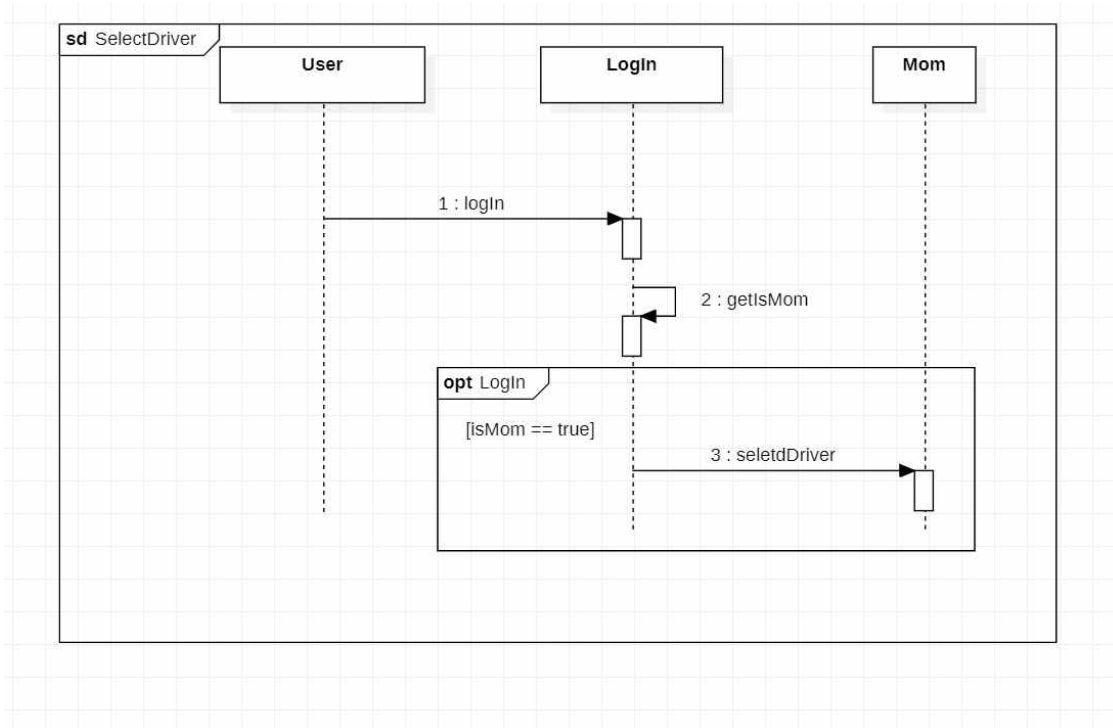 sd SelectDriver
User
LogIn
Mom
1 : logIn
2 : getIsMom
opt LogIn
[isMom == true]
3 : seletdDriver